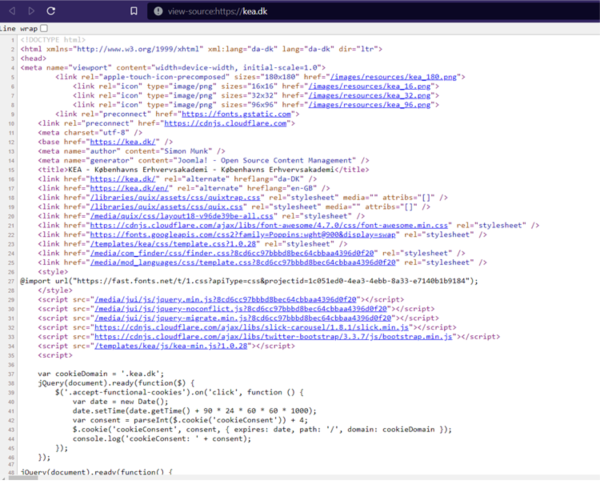 view-source:https://kea.dk
Line wrap
1 <!DOCTYPE html>
2 <html xmlns="http://www.w3.org/1999/xhtml" xml:lang="da-dk" lang="da-dk" dir="ltr">
3 <head>
4 <meta name="viewport" content="width=device-width, initial-scale=1.0">
5 <link rel="apple-touch-icon-precomposed" sizes="180x180" href="/images/resources/kea_180.png">
6 <link rel="icon" type="image/png" sizes="16x16" href="/images/resources/kea_16.png">
7 <link rel="icon" type="image/png" sizes="32x32" href="/images/resources/kea_32.png">
8 <link rel="icon" type="image/png" sizes="96x96" href="/images/resources/kea_96.png">
9 <link rel="preconnect" href="https://fonts.gstatic.com">
10 <link rel="preconnect" href="https://cdnjs.cloudflare.com">
11 <meta charset="utf-8" />
12 <base href="https://kea.dk/" />
13 <meta name="author" content="Simon Munk" />
14 <meta name="generator" content="Joomla! - Open Source Content Management" />
15 <title>KEA - Københavns Erhvervsakademi - Københavns Erhvervsakademi</title>
16 <link href="https://kea.dk/" rel="alternate" hreflang="da-DK" />
17 <link href="https://kea.dk/en/" rel="alternate" hreflang="en-GB" />
18 <link href="/libraries/quix/assets/css/quixtrap.css" rel="stylesheet" media="" attribs="[]" />
19 <link href="/libraries/quix/assets/css/quix.css" rel="stylesheet" media="" attribs="[]" />
20 <link href="/media/quix/css/layout18-v96de39be-all.css" rel="stylesheet" />
21 <link href="https://cdnjs.cloudflare.com/ajax/libs/font-awesome/4.7.0/css/font-awesome.min.css" rel="stylesheet" />
22 <link href="https://fonts.googleapis.com/css2?family=Poppins:wght@900&display=swap" rel="stylesheet" />
23 <link href="/templates/kea/css/template.css?1.0.28" rel="stylesheet" />
24 <link href="/media/com_finder/css/finder.css?8cd6cc97bbbd8bec64cbbaa4396d0f20" rel="stylesheet" />
25 <link href="/media/mod_languages/css/template.css?8cd6cc97bbbd8bec64cbbaa4396d0f20" rel="stylesheet" />
26 <style>
27 @import url("https://fast.fonts.net/t/1.css?apiType=css&projectid=1c051ed0-4ea3-4ebb-8a33-e7140b1b9184");
28 </style>
29 <script src="/media/jui/js/jquery.min.js?8cd6cc97bbbd8bec64cbbaa4396d0f20"></script>
30 <script src="/media/jui/js/jquery-noconflict.js?8cd6cc97bbbd8bec64cbbaa4396d0f20"></script>
31 <script src="/media/jui/js/jquery-migrate.min.js?8cd6cc97bbbd8bec64cbbaa4396d0f20"></script>
32 <script src="https://cdnjs.cloudflare.com/ajax/libs/slick-carousel/1.8.1/slick.min.js"></script>
33 <script src="https://cdnjs.cloudflare.com/ajax/libs/twitter-bootstrap/3.3.7/js/bootstrap.min.js"></script>
34 <script src="/templates/kea/js/kea-min.js?1.0.28"></script>
35 <script>
36
37 var cookieDomain = '.kea.dk';
38 jQuery(document).ready(function($) {
39 $('.accept-functional-cookies').on('click', function () {
40 var date = new Date();
41 date.setTime(date.getTime() + 90 * 24 * 60 * 60 * 1000);
42 var consent = parseInt($.cookie('cookieConsent')) + 4;
43 $.cookie('cookieConsent', consent, { expires: date, path: '/', domain: cookieDomain });
44 console.log('cookieConsent: ' + consent);
45 });
46 });
47
48 jQuery(document).ready(function() {